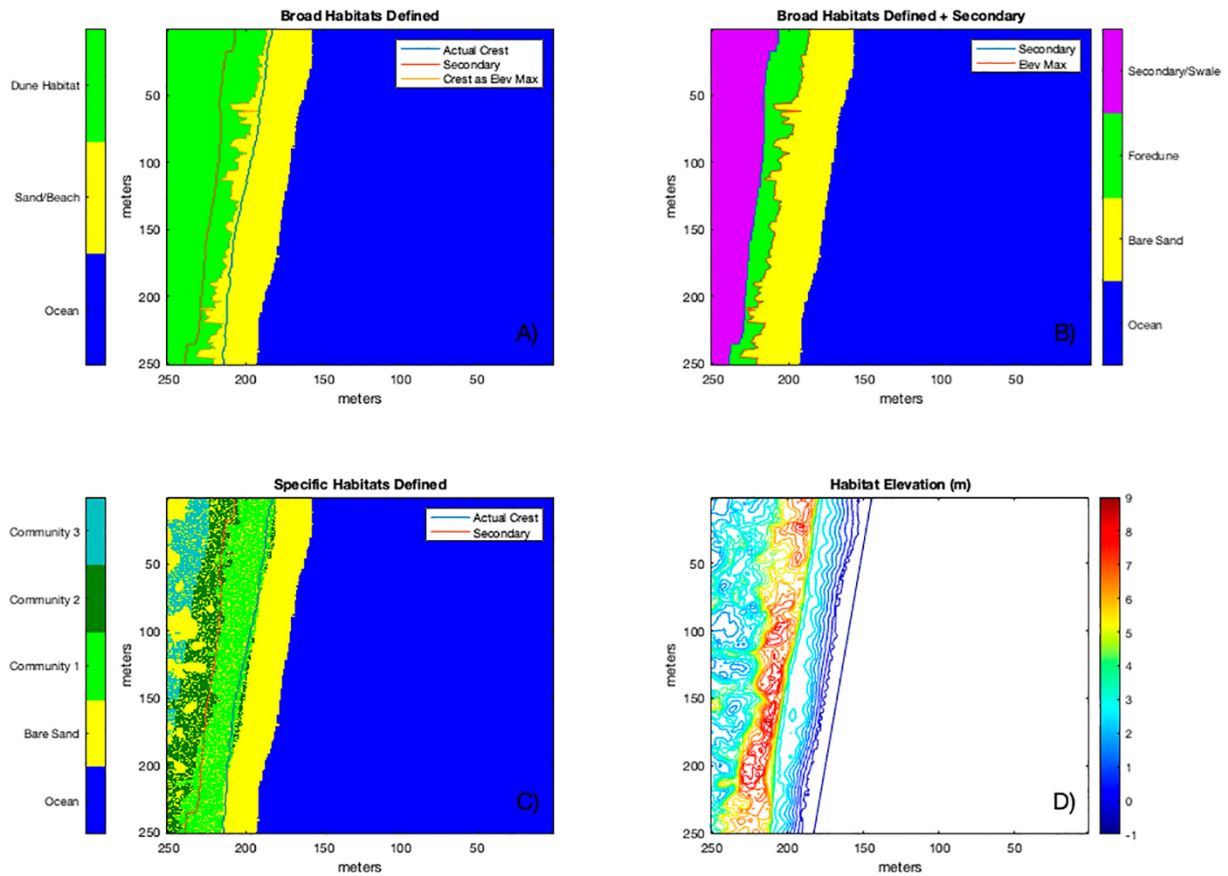 Broad Habitats Defined
Dune Habitat
Sand/Beach
Ocean
Actual Crest
Secondary
Crest as Elev Max
50
100
150
200
250
meters
250
200
150
100
50
meters
A)
Broad Habitats Defined + Secondary
Secondary
Elev Max
50
100
150
200
250
meters
250
200
150
100
50
meters
B)
Secondary/Swale
Foredune
Bare Sand
Ocean
Specific Habitats Defined
Community 3
Community 2
Community 1
Bare Sand
Ocean
Actual Crest
Secondary
50
100
150
200
250
meters
250
200
150
100
50
meters
C)
Habitat Elevation (m)
50
100
150
200
250
meters
250
200
150
100
50
meters
D)
9
8
7
6
5
4
3
2
1
0
-1